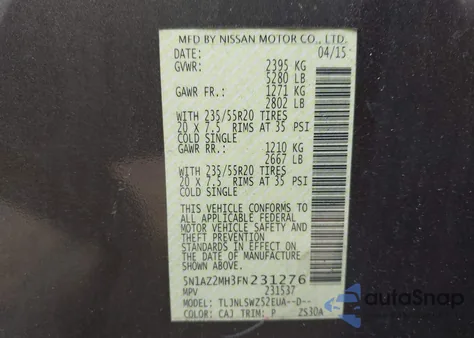 MFD BY NISSAN MOTOR CO., LTD.
DATE: 04/15
GVWR: 2395 KG
5280 LB
GAWR FR.: 1271 KG
2802 LB
WITH 235/55R20 TIRES
20 X 7.5 RIMS AT 35 PSI
COLD SINGLE
GAWR RR.: 1210 KG
2667 LB
WITH 235/55R20 TIRES
20 X 7.5 RIMS AT 35 PSI
COLD SINGLE
THIS VEHICLE CONFORMS TO
ALL APPLICABLE FEDERAL
MOTOR VEHICLE SAFETY
AND THEFT PREVENTION
STANDARDS IN EFFECT ON
THE DATE OF MANUFACTURE
SHOWN ABOVE.
5N1AZ2MH3FN231276
MPV 231537
TLJNLSWZ52EUA--D--
COLOR: CAJ TRIM: P ZS30A
autoSnap